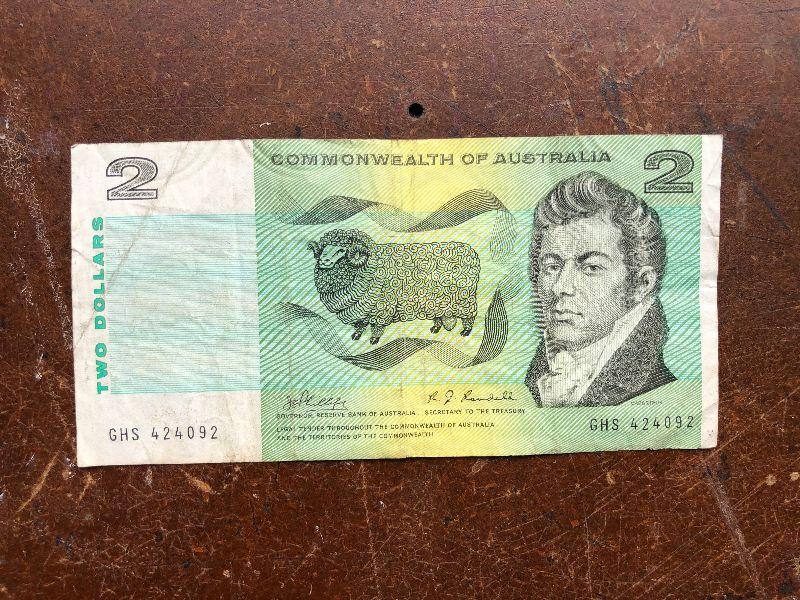 COMMONWEALTH OF AUSTRALIA
2
2
TWO DOLLARS
R. J. Randall
GOVERNOR, RESERVE BANK OF AUSTRALIA. SECRETARY TO THE TREASURY
LEGAL TENDER THROUGHOUT THE COMMONWEALTH OF AUSTRALIA
AND THE TERRITORIES OF THE COMMONWEALTH
GHS 424092
GHS 424092